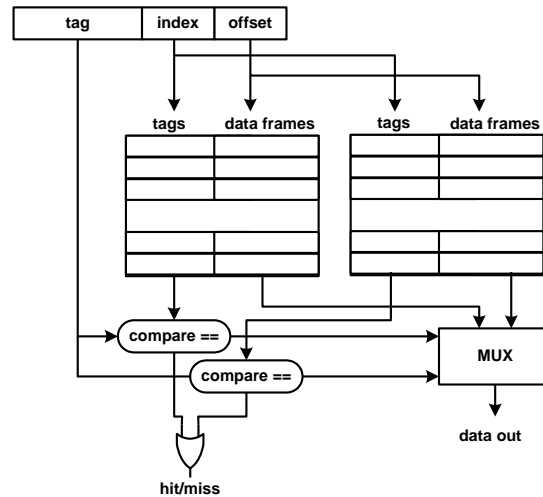 tag index offset
tags data frames tags data frames
compare ==
MUX
compare ==
data out
hit/miss